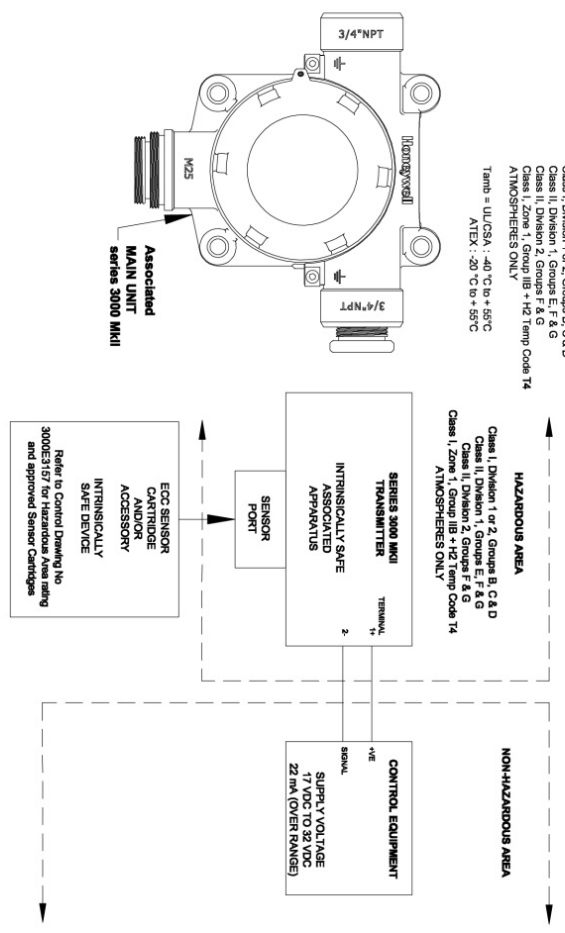 Class II, Division 1, Groups E, F & G
Class II, Division 2, Groups F & G
Class I, Zone 1, Group IIB + H2 Temp Code T4
ATMOSPHERES ONLY
Tamb = UL/CSA : -40 °C to + 55°C
ATEX : -20 °C to + 55°C
3/4"NPT
Honeywell
M25
3/4"NPT
Associated
MAIN UNIT
series 3000 MkII
HAZARDOUS AREA
Class I, Division 1 or 2, Groups B, C & D
Class II, Division 1, Groups E, F & G
Class II, Division 2, Groups F & G
Class I, Zone 1, Group IIB + H2 Temp Code T4
ATMOSPHERES ONLY
SERIES 3000 MKII
TRANSMITTER
TERMINAL
1+
2-
INTRINSICALLY SAFE
ASSOCIATED
APPARATUS
SENSOR
PORT
ECC SENSOR
CARTRIDGE
AND/OR
ACCESSORY
INTRINSICALLY
SAFE DEVICE
Refer to Control Drawing No
3000E3157 for Hazardous Area rating
and approved Sensor Cartridges
NON-HAZARDOUS AREA
CONTROL EQUIPMENT
+VE
SIGNAL
SUPPLY VOLTAGE
17 VDC TO 32 VDC
22 mA (OVER RANGE)